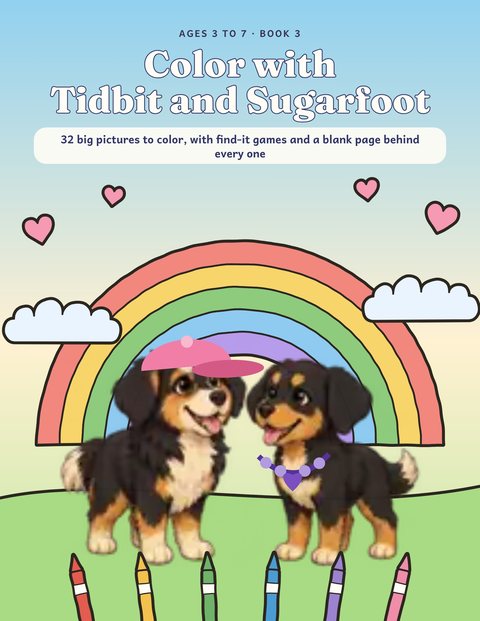 AGES 3 TO 7 · BOOK 3
Color with
Tidbit and Sugarfoot
32 big pictures to color, with find-it games and a blank page behind
every one